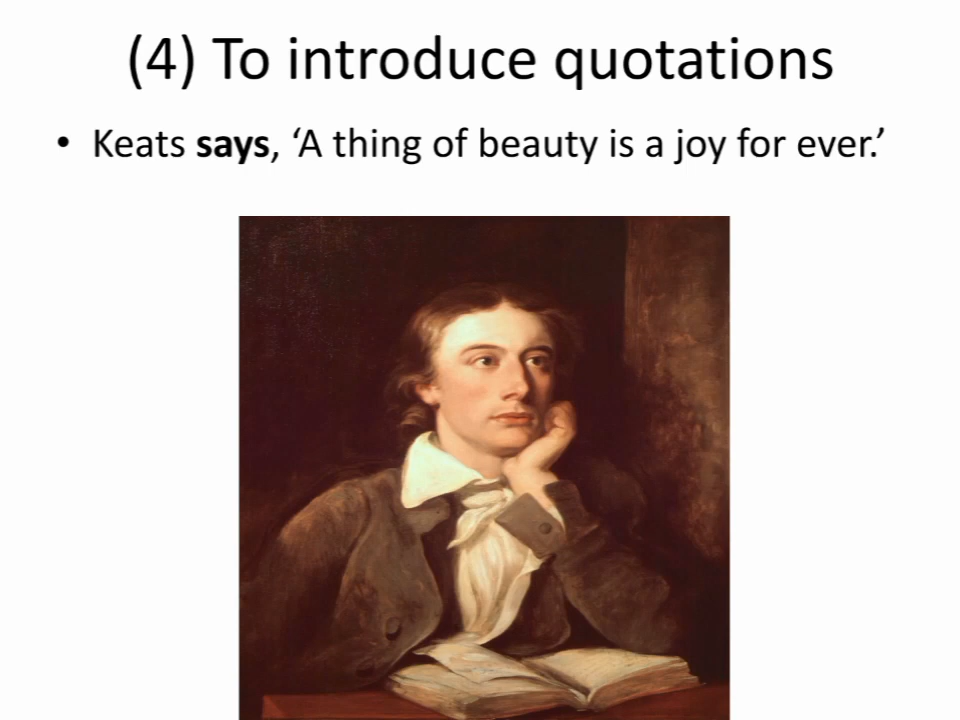 (4) To introduce quotations
• Keats says, ‘A thing of beauty is a joy for ever.’